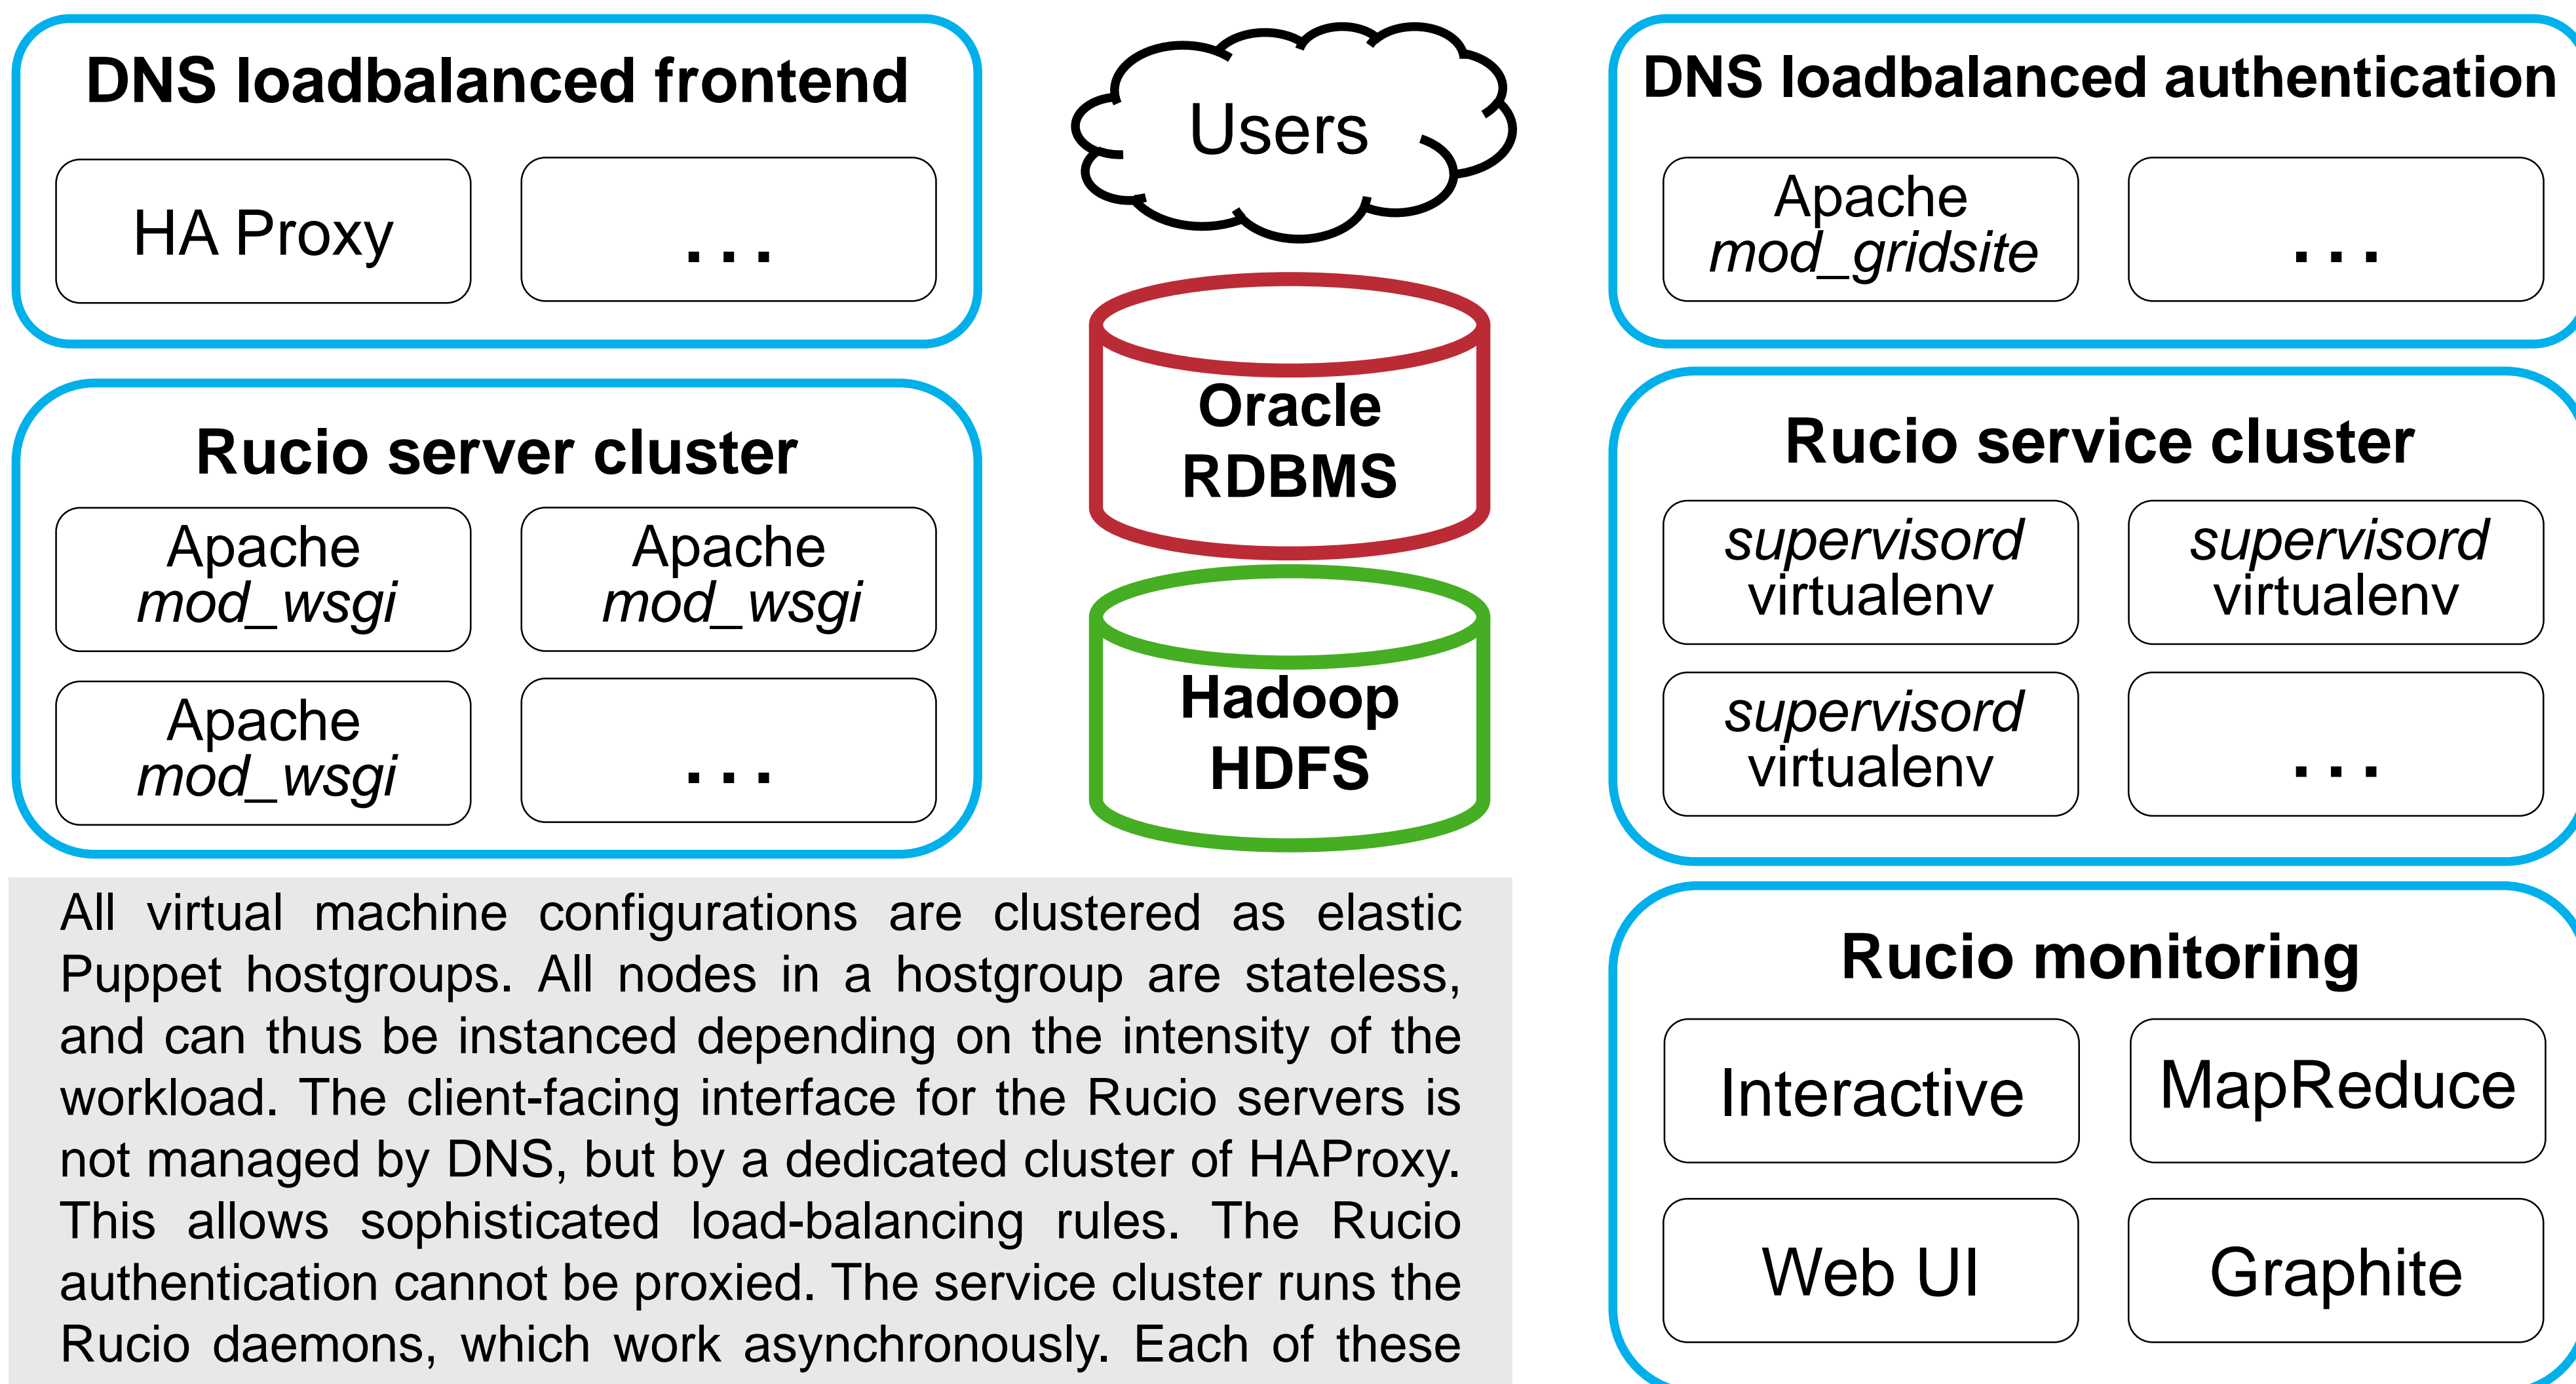 DNS loadbalanced frontend
HA Proxy
...
Users
DNS loadbalanced authentication
Apache
mod_gridsite
...
Rucio server cluster
Apache
mod_wsgi
Apache
mod_wsgi
Apache
mod_wsgi
...
Oracle
RDBMS
Hadoop
HDFS
Rucio service cluster
supervisord
virtualenv
supervisord
virtualenv
supervisord
virtualenv
...
All virtual machine configurations are clustered as elastic
Puppet hostgroups. All nodes in a hostgroup are stateless,
and can thus be instanced depending on the intensity of the
workload. The client-facing interface for the Rucio servers is
not managed by DNS, but by a dedicated cluster of HAProxy.
This allows sophisticated load-balancing rules. The Rucio
authentication cannot be proxied. The service cluster runs the
Rucio daemons, which work asynchronously. Each of these
Rucio monitoring
Interactive
MapReduce
Web UI
Graphite